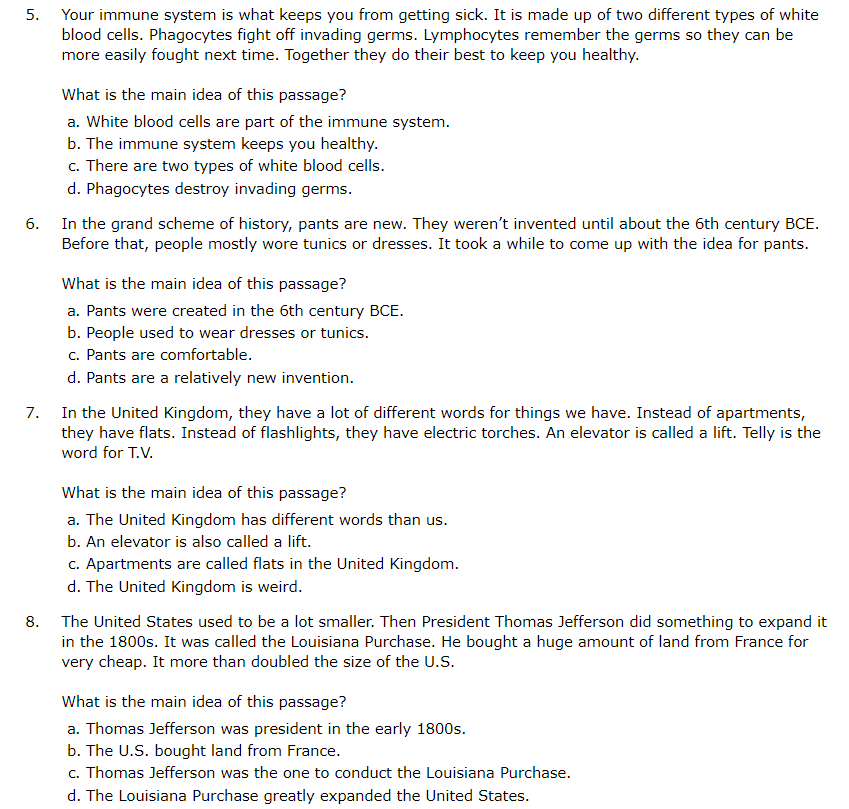 5. Your immune system is what keeps you from getting sick. It is made up of two different types of white
blood cells. Phagocytes fight off invading germs. Lymphocytes remember the germs so they can be
more easily fought next time. Together they do their best to keep you healthy.
What is the main idea of this passage?
a. White blood cells are part of the immune system.
b. The immune system keeps you healthy.
c. There are two types of white blood cells.
d. Phagocytes destroy invading germs.
6. In the grand scheme of history, pants are new. They weren’t invented until about the 6th century BCE.
Before that, people mostly wore tunics or dresses. It took a while to come up with the idea for pants.
What is the main idea of this passage?
a. Pants were created in the 6th century BCE.
b. People used to wear dresses or tunics.
c. Pants are comfortable.
d. Pants are a relatively new invention.
7. In the United Kingdom, they have a lot of different words for things we have. Instead of apartments,
they have flats. Instead of flashlights, they have electric torches. An elevator is called a lift. Telly is the
word for T.V.
What is the main idea of this passage?
a. The United Kingdom has different words than us.
b. An elevator is also called a lift.
c. Apartments are called flats in the United Kingdom.
d. The United Kingdom is weird.
8. The United States used to be a lot smaller. Then President Thomas Jefferson did something to expand it
in the 1800s. It was called the Louisiana Purchase. He bought a huge amount of land from France for
very cheap. It more than doubled the size of the U.S.
What is the main idea of this passage?
a. Thomas Jefferson was president in the early 1800s.
b. The U.S. bought land from France.
c. Thomas Jefferson was the one to conduct the Louisiana Purchase.
d. The Louisiana Purchase greatly expanded the United States.